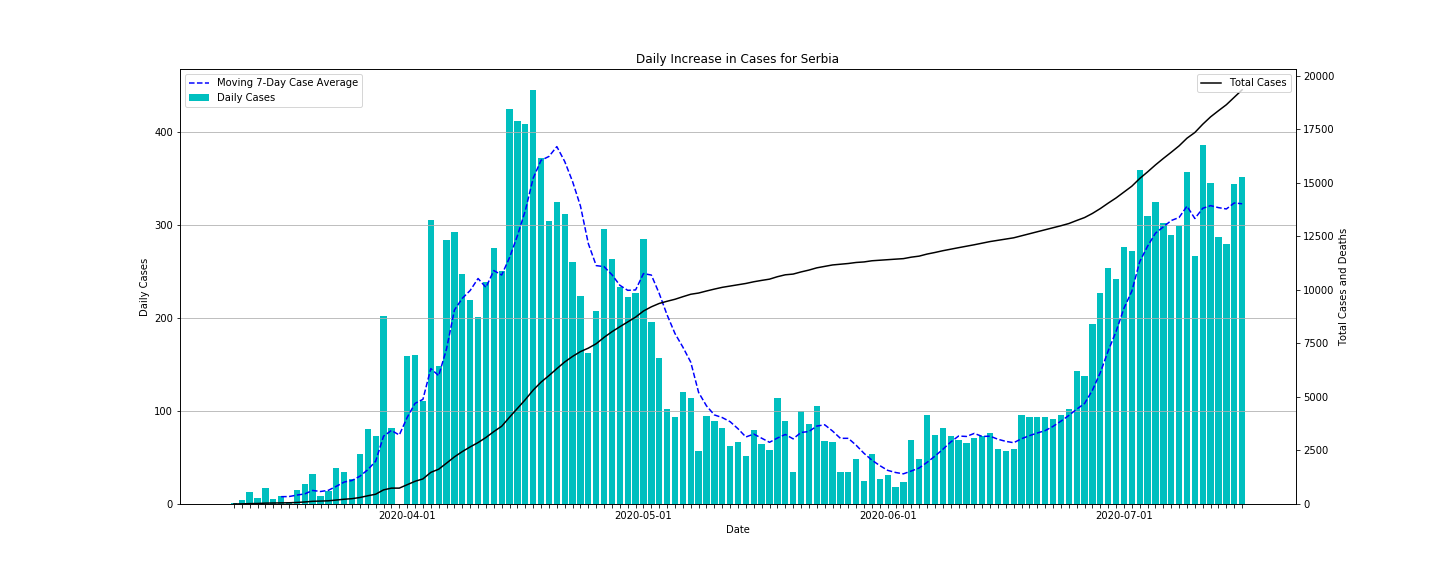 Daily Increase in Cases for Serbia
Moving 7-Day Case Average
Daily Cases
Total Cases
Daily Cases
400
300
200
100
0
20000
17500
15000
12500
10000
7500
5000
2500
0
Total Cases and Deaths
2020-04-01
2020-05-01
2020-06-01
2020-07-01
Date